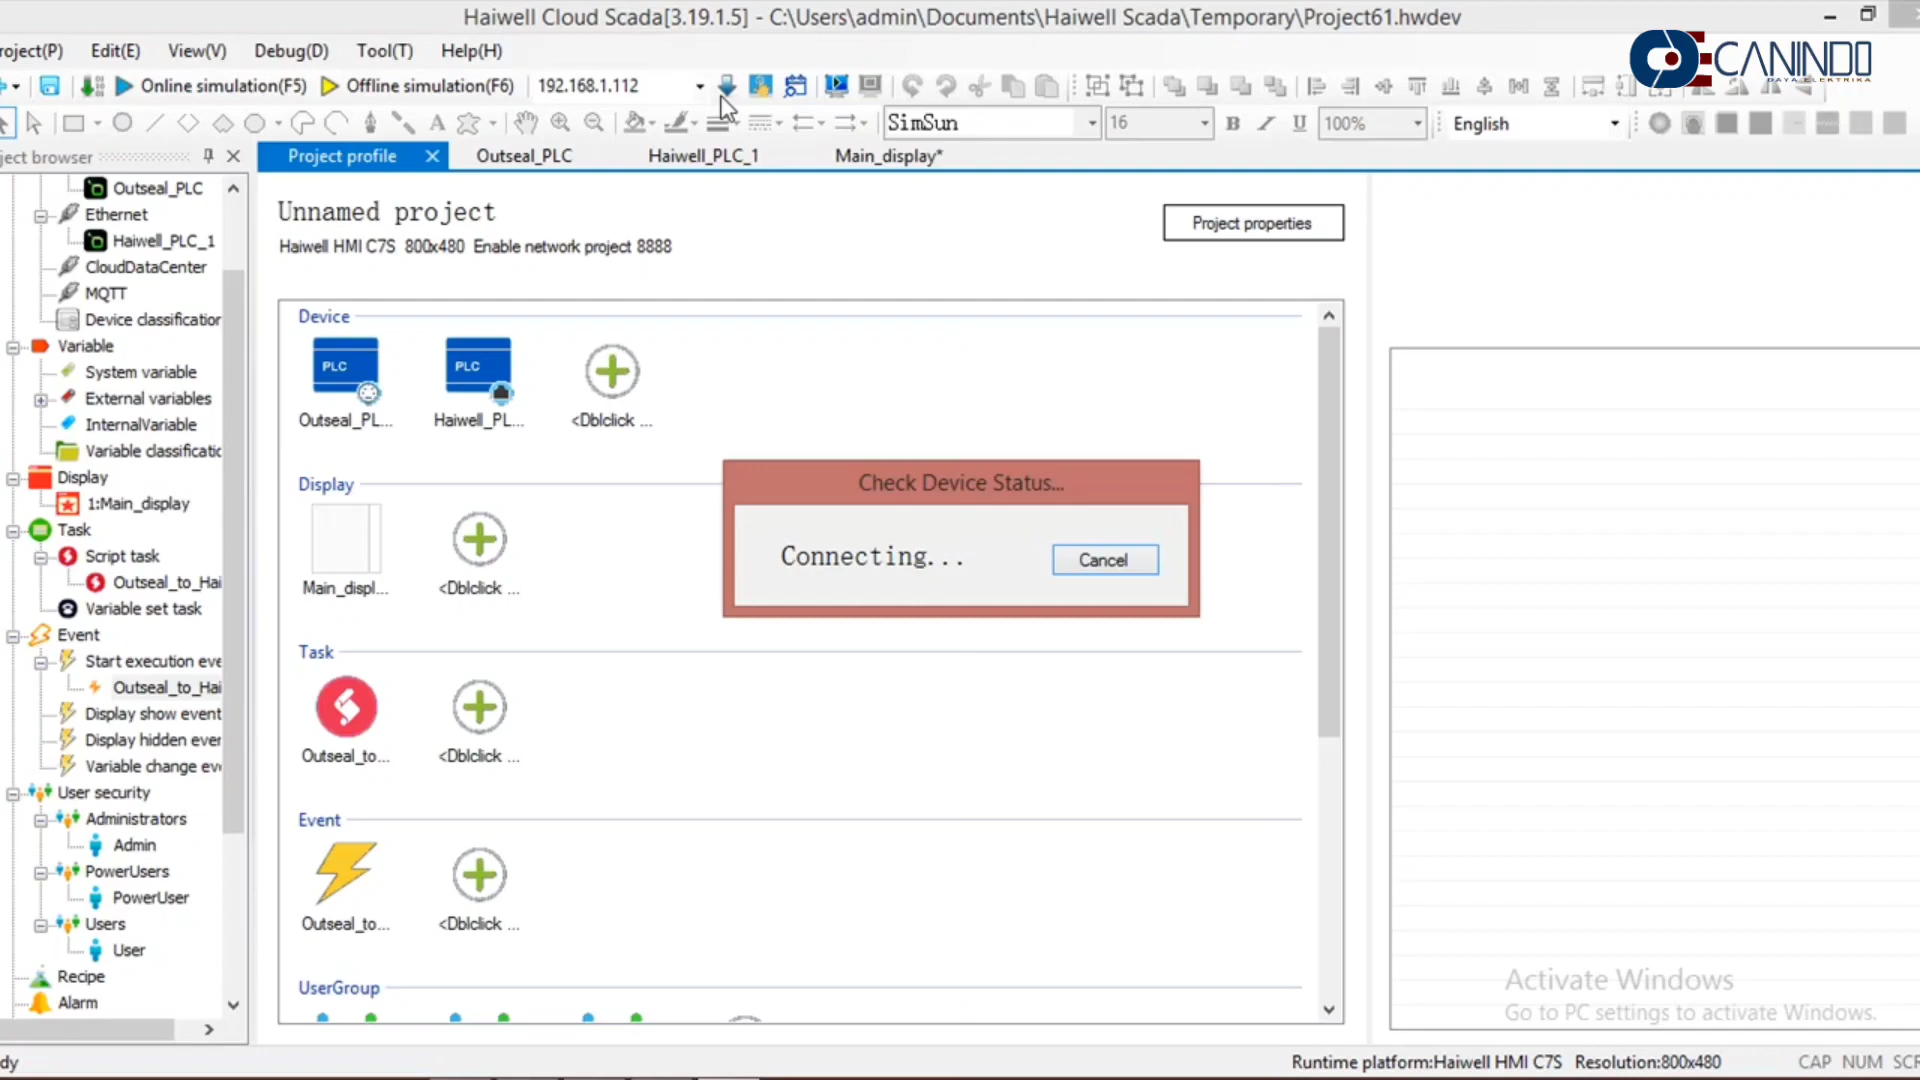 Haiwell Cloud Scada[3.19.1.5] - C:\Users\admin\Documents\Haiwell Scada\Temporary\Project61.hwdev
roject(P) Edit(E) View(V) Debug(D) Tool(T) Help(H)
CANINDO
DAYA ELEKTRIKA
Online simulation(F5) Offline simulation(F6) 192.168.1.112
A SimSun 16 B I U 100% English
ject browser
Project profile Outseal_PLC Haiwell_PLC_1 Main_display*
Outseal_PLC
Ethernet
Haiwell_PLC_1
CloudDataCenter
MQTT
Device classification
Variable
System variable
External variables
InternalVariable
Variable classificatic
Display
1:Main_display
Task
Script task
Outseal_to_Hai
Variable set task
Event
Start execution eve
Outseal_to_Hai
Display show event
Display hidden ever
Variable change eve
User security
Administrators
Admin
PowerUsers
PowerUser
Users
User
Recipe
Alarm
Unnamed project
Haiwell HMI C7S 800x480 Enable network project 8888
Project properties
Device
PLC PLC
Outseal_PL... Haiwell_PL... <Dblclick ...
Display
Main_displ... <Dblclick ...
Task
Outseal_to... <Dblclick ...
Event
Outseal_to... <Dblclick ...
UserGroup
Check Device Status...
Connecting... Cancel
Activate Windows
Go to PC settings to activate Windows.
dy Runtime platform:Haiwell HMI C7S Resolution:800x480 CAP NUM SCR